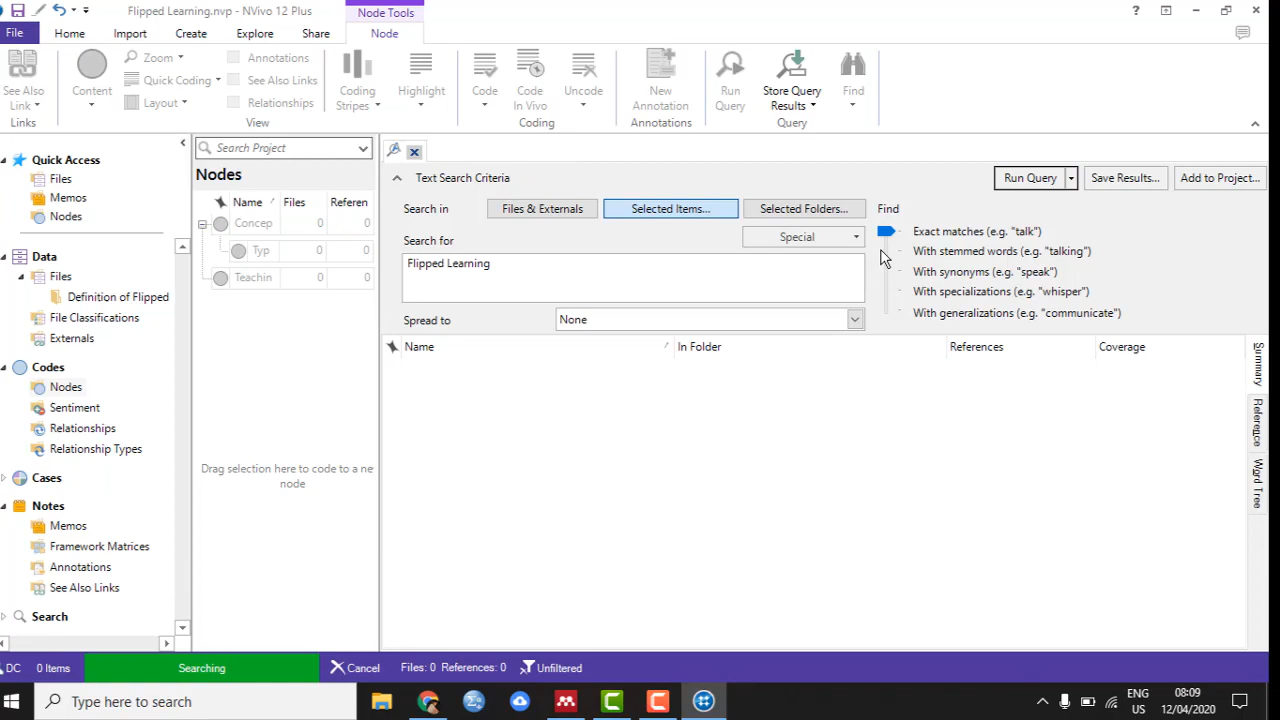 Flipped Learning.nvp - NVivo 12 Plus
Node Tools
?
File
Home
Import
Create
Explore
Share
Node
See Also Link
Links
Content
Zoom
Quick Coding
Layout
Annotations
See Also Links
Relationships
View
Coding Stripes
Highlight
Code
Code In Vivo
Uncode
Coding
New Annotation
Annotations
Run Query
Store Query Results
Find
Query
Quick Access
Files
Memos
Nodes
Data
Files
Definition of Flipped
File Classifications
Externals
Codes
Nodes
Sentiment
Relationships
Relationship Types
Cases
Notes
Memos
Framework Matrices
Annotations
See Also Links
Search
Search Project
Nodes
Name Files Referen
Concep 0 0
Typ 0 0
Teachin 0 0
Drag selection here to code to a ne
node
Text Search Criteria
Run Query
Save Results...
Add to Project...
Search in
Files & Externals
Selected Items...
Selected Folders...
Find
Search for
Special
Flipped Learning
Exact matches (e.g. "talk")
With stemmed words (e.g. "talking")
With synonyms (e.g. "speak")
With specializations (e.g. "whisper")
With generalizations (e.g. "communicate")
Spread to
None
Name
In Folder
References
Coverage
Summary
Reference
Word Tree
DC
0 Items
Searching
Cancel
Files: 0 References: 0
Unfiltered
Type here to search
ENG
US
08:09
12/04/2020